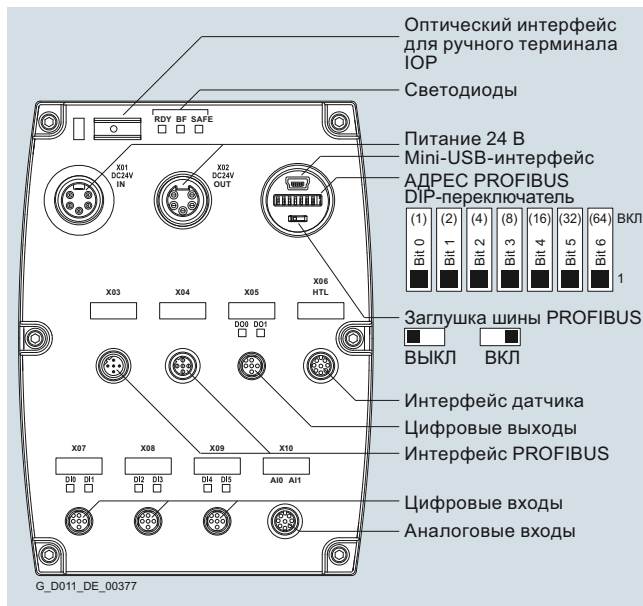 Оптический интерфейс
для ручного терминала
IOP
Светодиоды
RDY BF SAFE
Питание 24 В
Mini-USB-интерфейс
АДРЕС PROFIBUS
DIP-переключатель
X01
DC24V
IN
X02
DC24V
OUT
(1) (2) (4) (8) (16) (32) (64) ВКЛ
Bit 0 Bit 1 Bit 2 Bit 3 Bit 4 Bit 5 Bit 6
1
X03 X04 X05 X06
HTL
DO0 DO1
Заглушка шины PROFIBUS
ВЫКЛ ВКЛ
Интерфейс датчика
Цифровые выходы
Интерфейс PROFIBUS
X07 X08 X09 X10
DI0 DI1 DI2 DI3 DI4 DI5 AI0 AI1
Цифровые входы
Аналоговые входы
G_D011_DE_00377